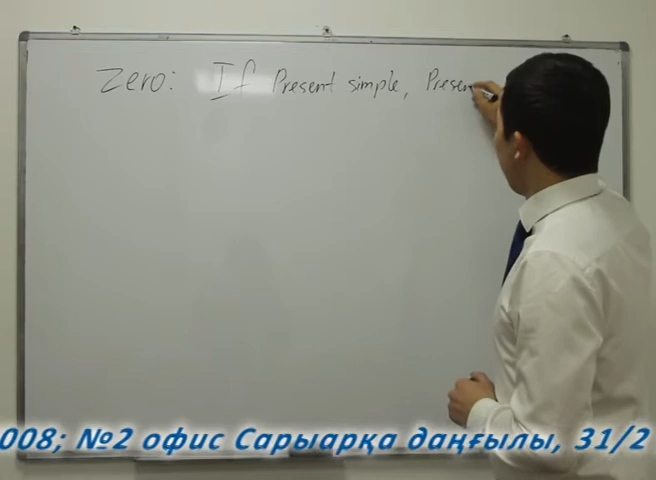 Zero: If Present simple, Presen
008; №2 офис Сарыарқа даңғылы, 31/2